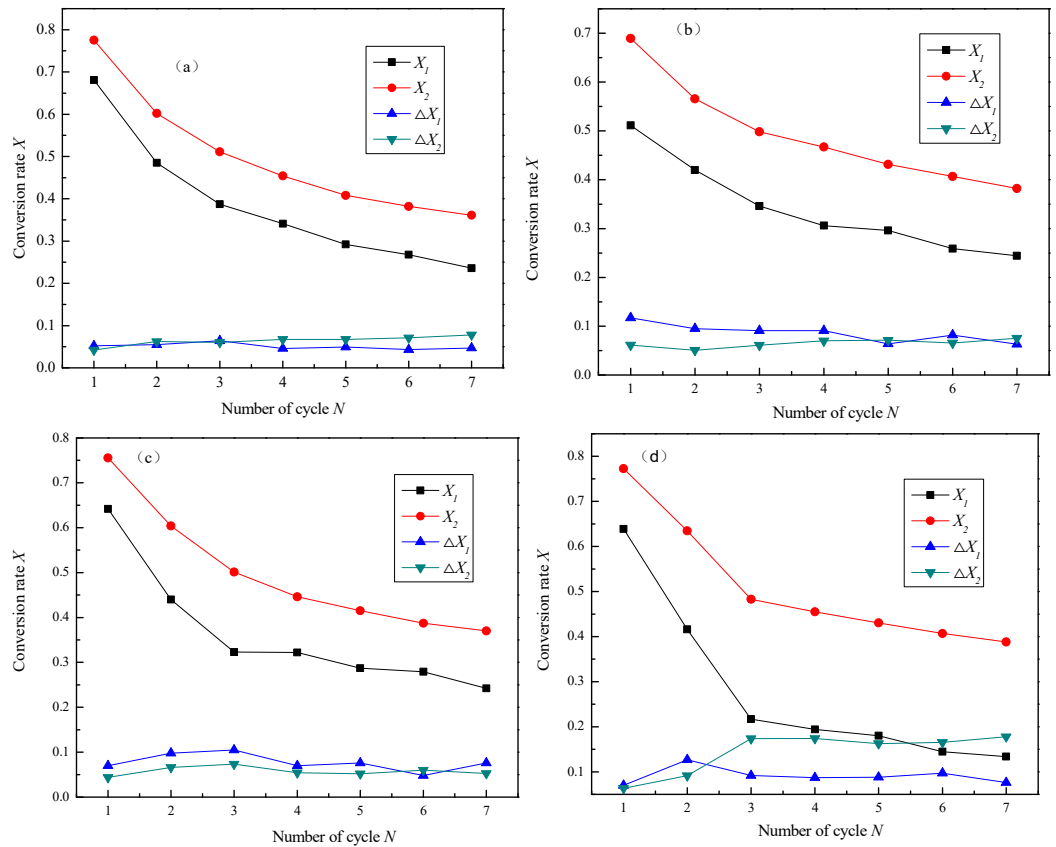 (a)
X1
X2
△X1
△X2
Conversion rate X
0.8
0.7
0.6
0.5
0.4
0.3
0.2
0.1
0.0
1 2 3 4 5 6 7
Number of cycle N
(b)
X1
X2
△X1
△X2
Conversion rate X
0.7
0.6
0.5
0.4
0.3
0.2
0.1
0.0
1 2 3 4 5 6 7
Number of cycle N
(c)
X1
X2
△X1
△X2
Conversion rate X
0.8
0.7
0.6
0.5
0.4
0.3
0.2
0.1
0.0
1 2 3 4 5 6 7
Number of cycle N
(d)
X1
X2
△X1
△X2
Conversion rate X
0.8
0.7
0.6
0.5
0.4
0.3
0.2
0.1
1 2 3 4 5 6 7
Number of cycle N